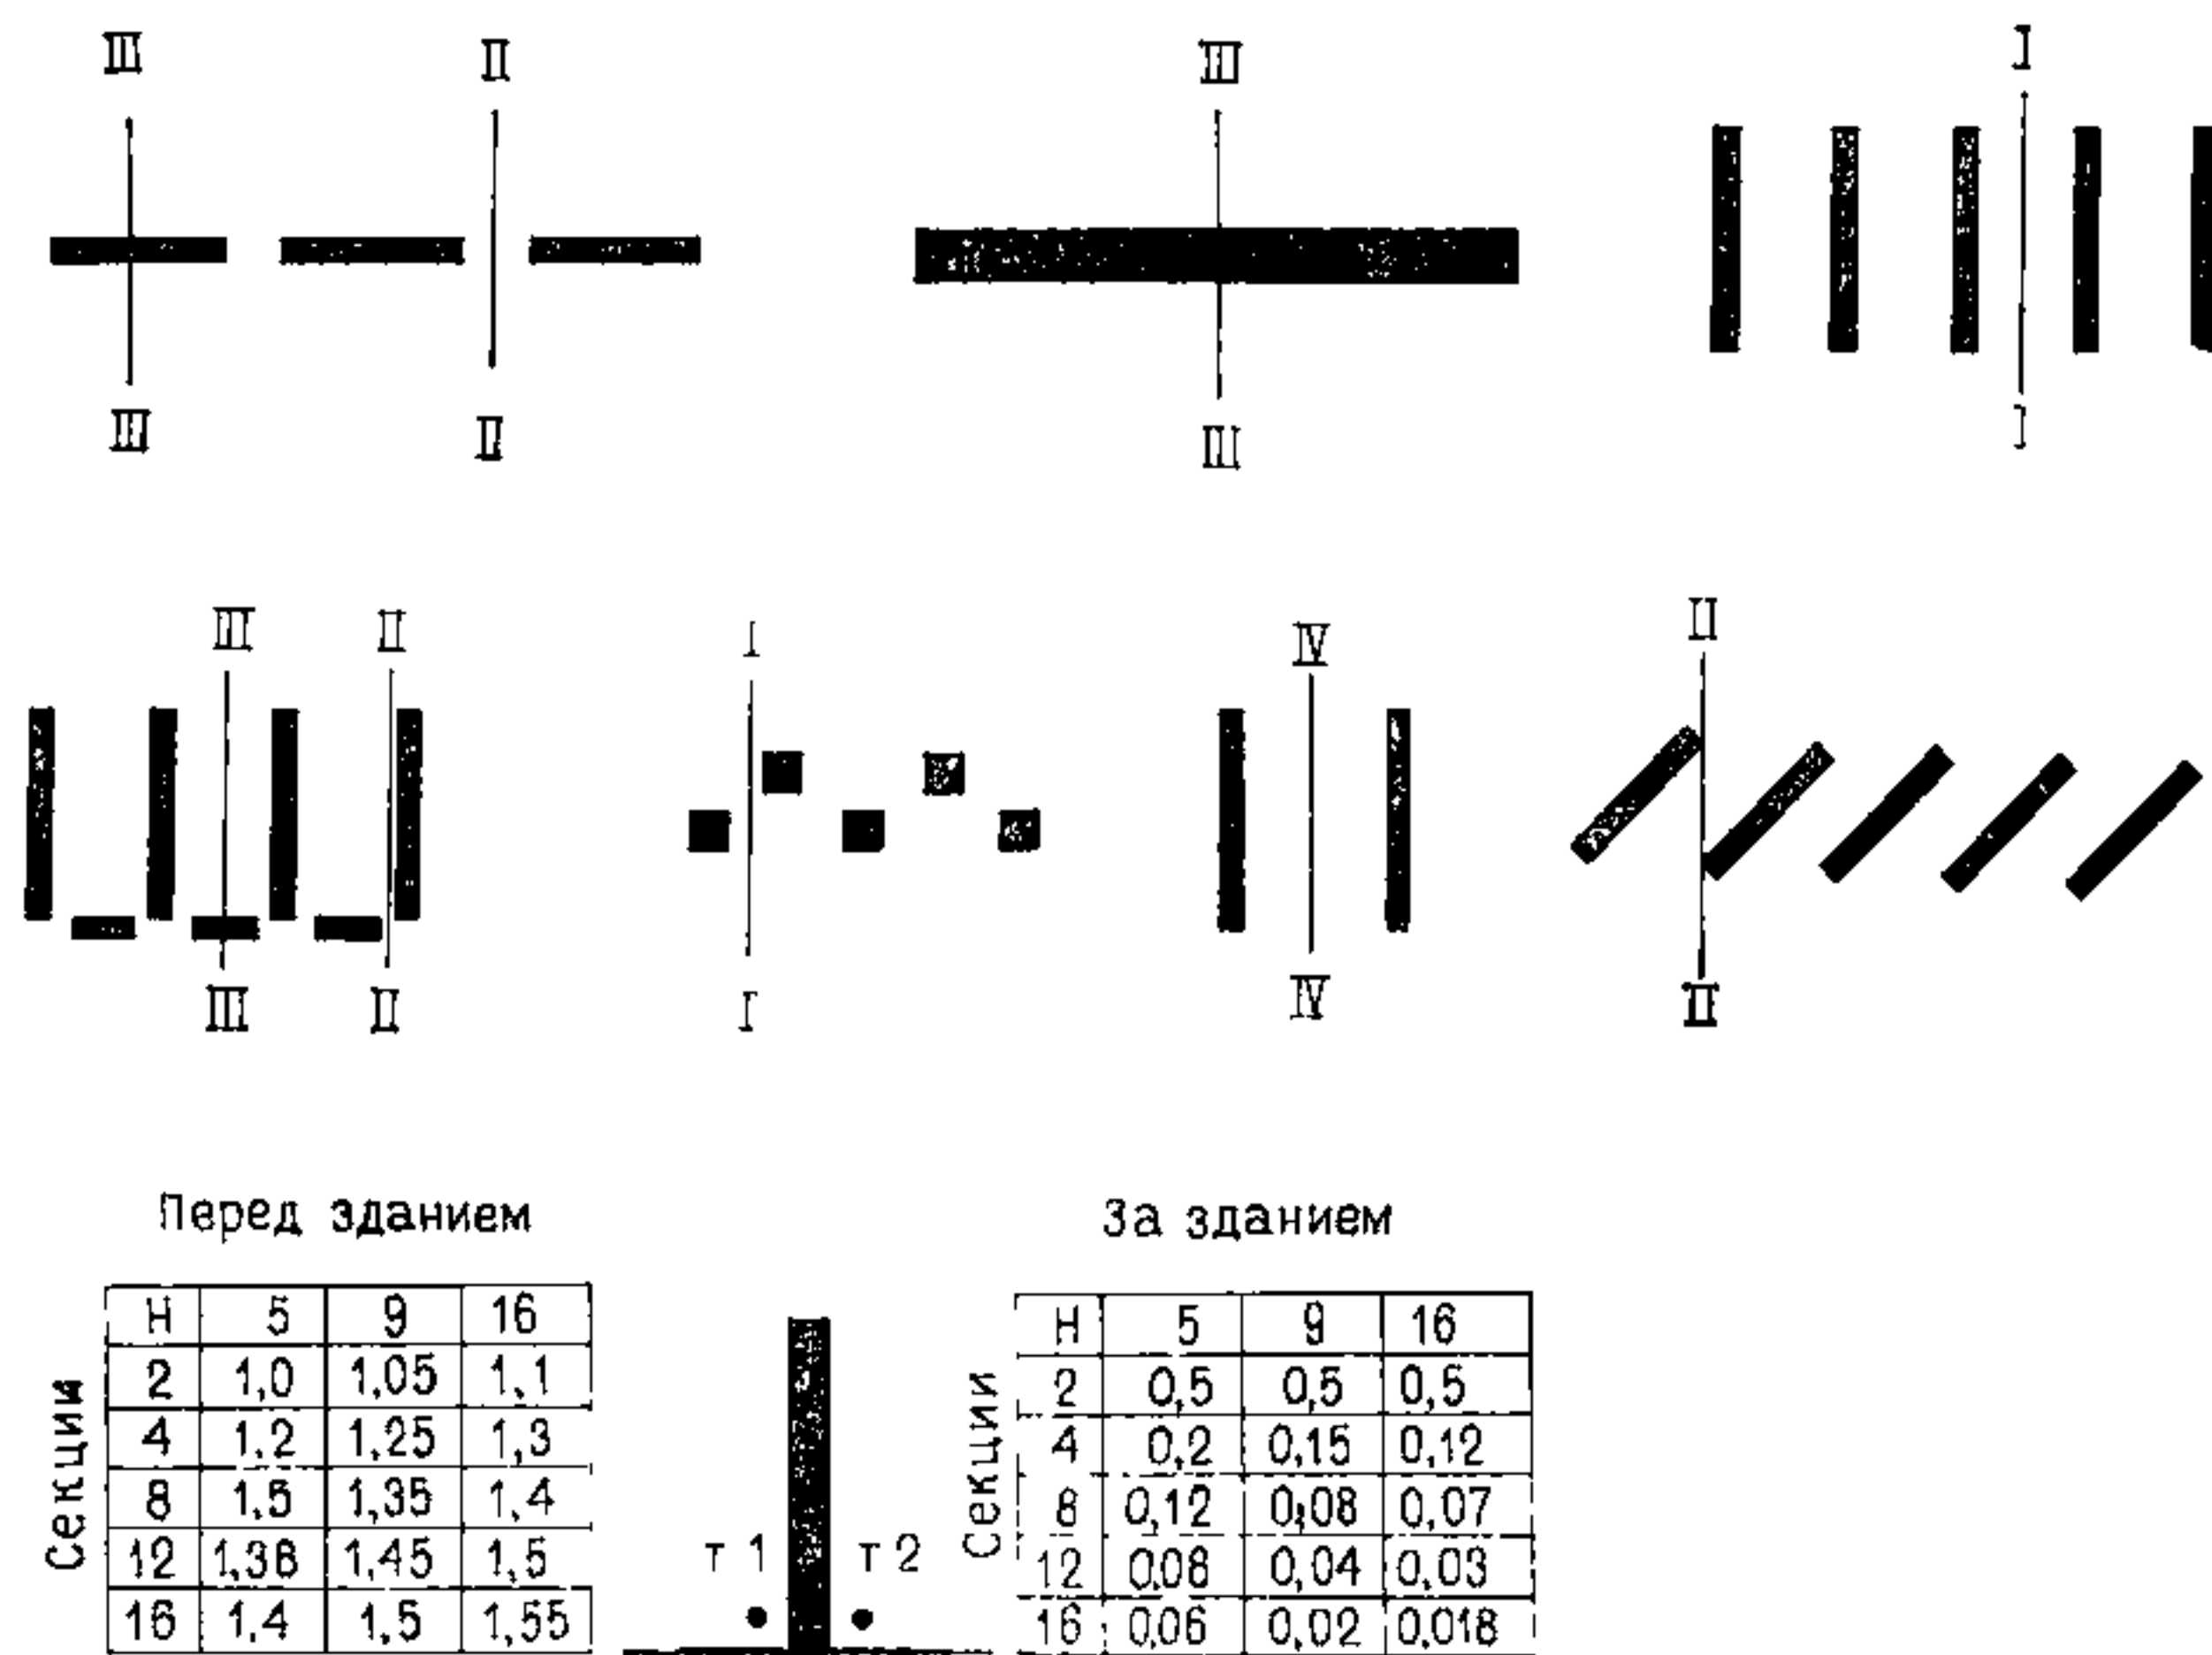 III II III I
III II III I
III II I IV II
III II I IV II
Перед зданием
За зданием
Секции
H 5 9 16
2 1,0 1,05 1,1
4 1,2 1,25 1,3
8 1,5 1,35 1,4
12 1,38 1,45 1,5
16 1,4 1,5 1,55
т 1 т 2
Секции
H 5 9 16
2 0,5 0,5 0,5
4 0,2 0,15 0,12
8 0,12 0,08 0,07
12 0,08 0,04 0,03
16 0,06 0,02 0,018